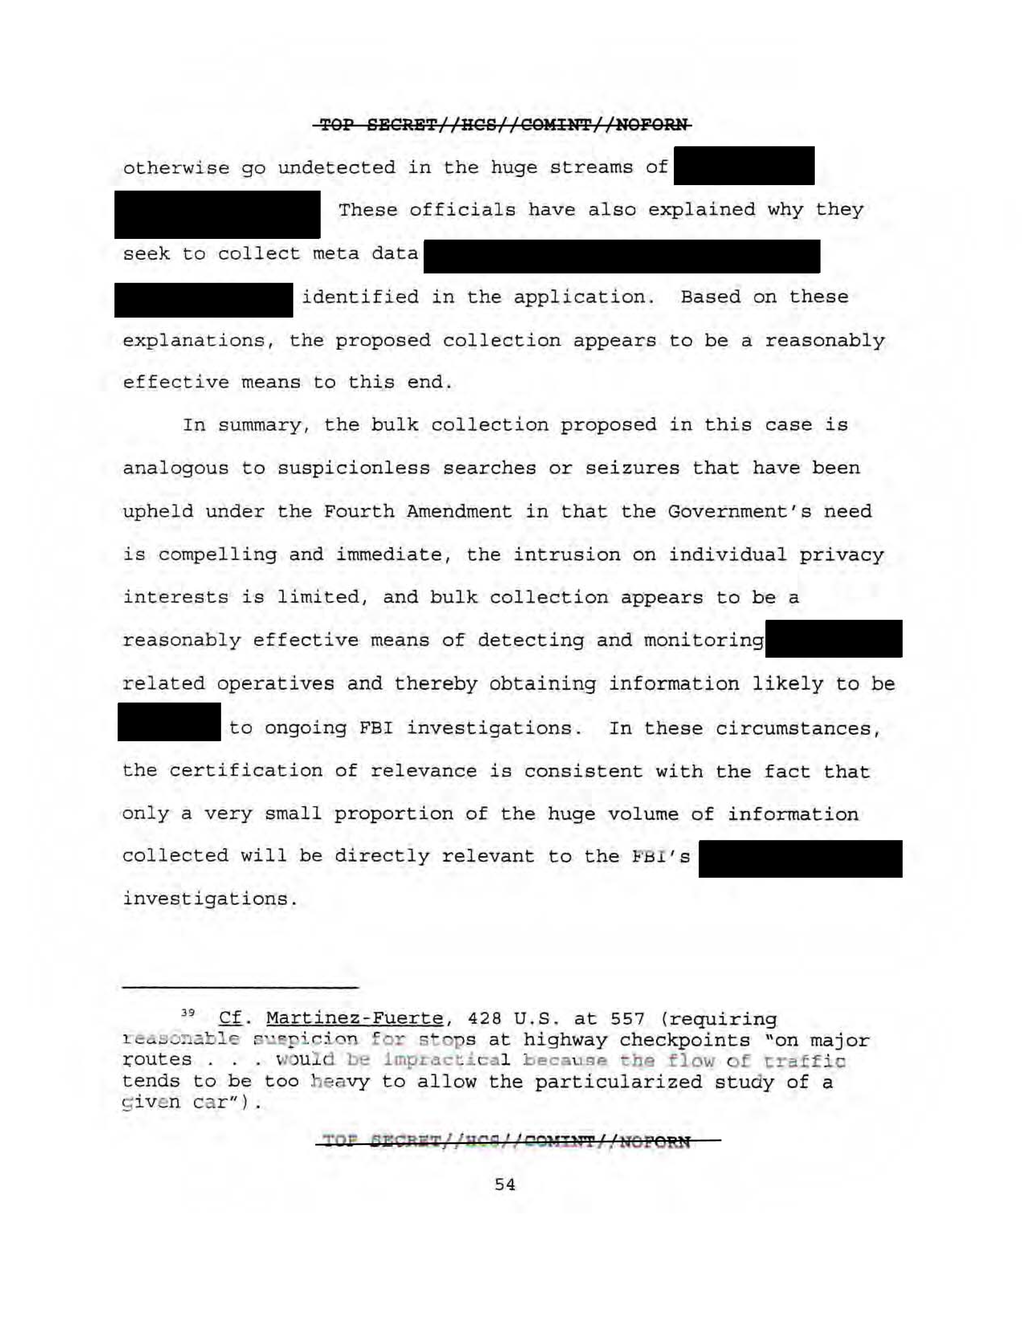 TOP SECRET//HCS//COMINT//NOFORN
otherwise go undetected in the huge streams of
These officials have also explained why they
seek to collect meta data
identified in the application. Based on these
explanations, the proposed collection appears to be a reasonably
effective means to this end.
In summary, the bulk collection proposed in this case is
analogous to suspicionless searches or seizures that have been
upheld under the Fourth Amendment in that the Government's need
is compelling and immediate, the intrusion on individual privacy
interests is limited, and bulk collection appears to be a
reasonably effective means of detecting and monitoring
related operatives and thereby obtaining information likely to be
to ongoing FBI investigations. In these circumstances,
the certification of relevance is consistent with the fact that
only a very small proportion of the huge volume of information
collected will be directly relevant to the FBI's
investigations.
39 Cf. Martinez-Fuerte, 428 U.S. at 557 (requiring
reasonable suspicion for stops at highway checkpoints "on major
routes . . . would be impractical because the flow of traffic
tends to be too heavy to allow the particularized study of a
given car").
TOP SECRET//HCS//COMINT//NOFORN
54